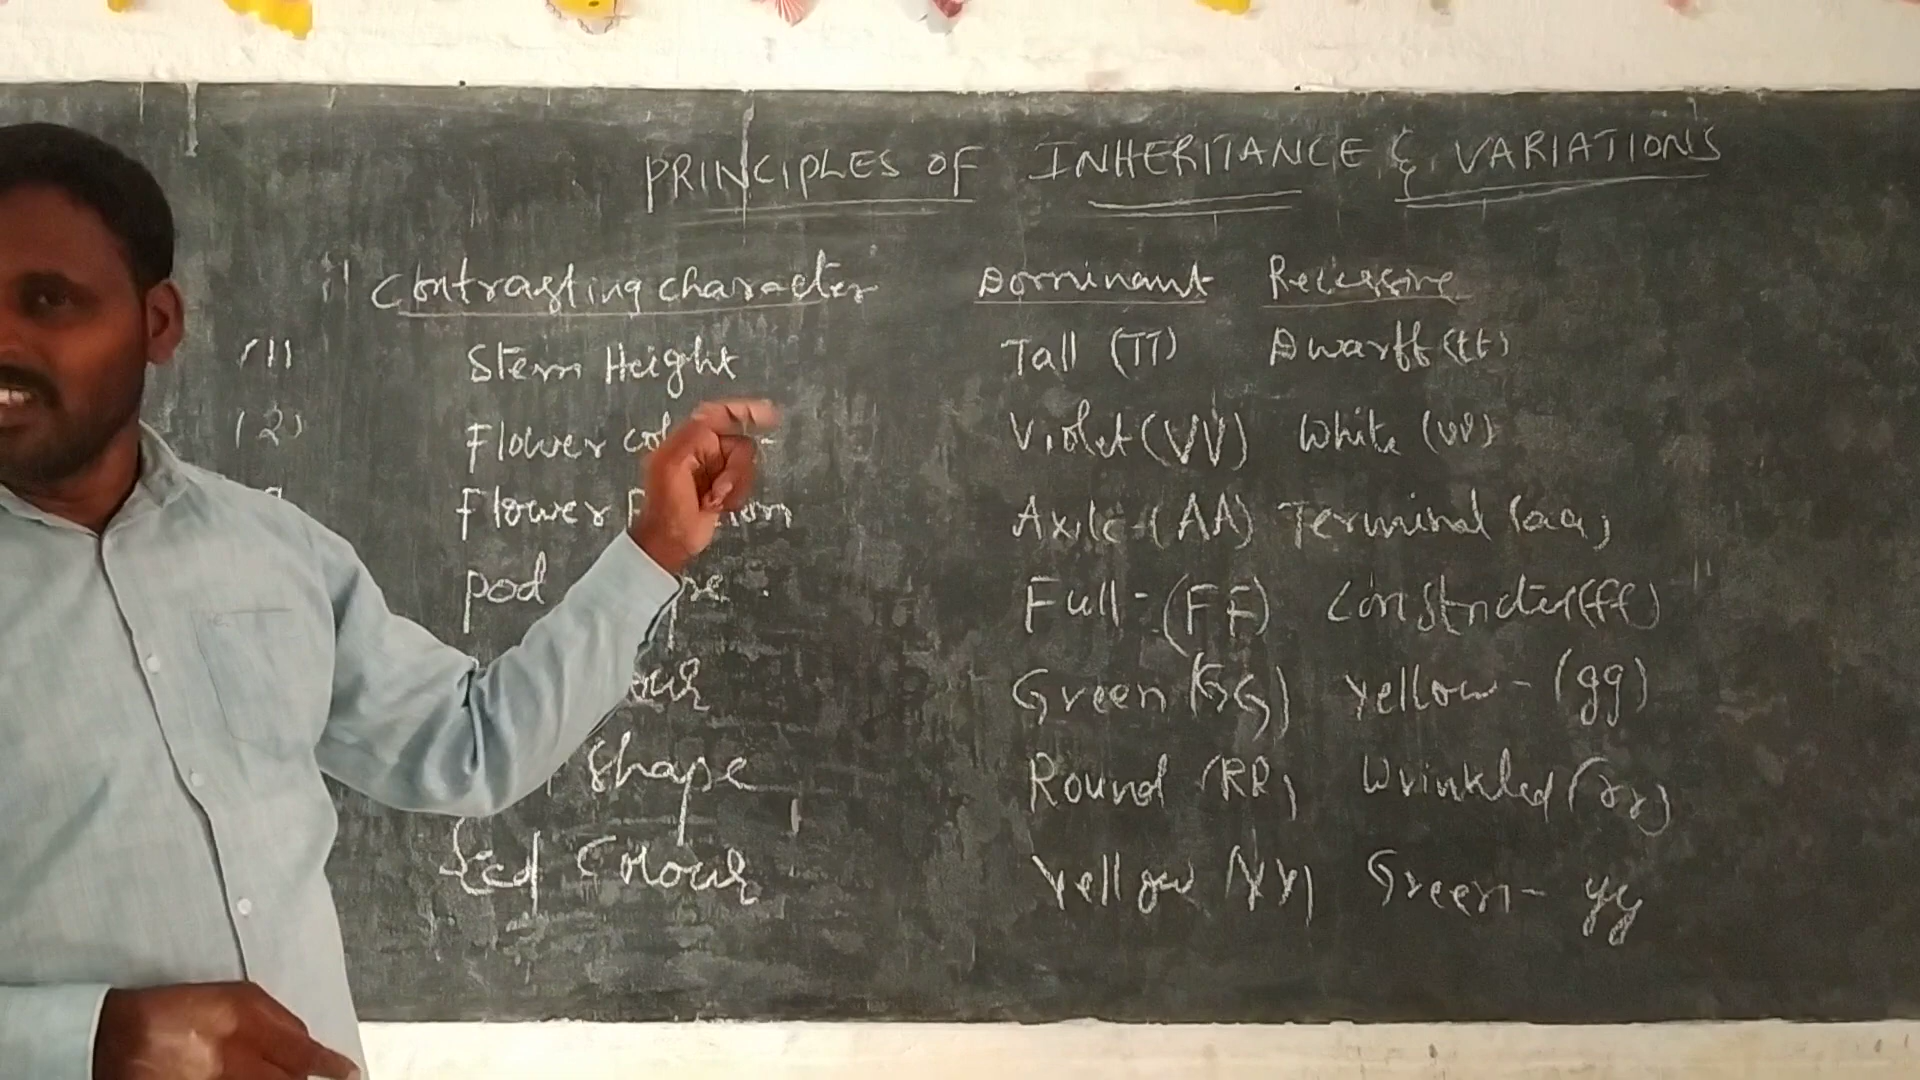 PRINCIPLES OF INHERITANCE & VARIATIONS
Contrasting character Dominant Recessive
(1) Stem Height Tall (TT) Dwarff (tt)
(2) Flower Violet (VV) White (vv)
Flower Axile - (AA) Terminal (aa)
pod Full - (FF) Constricted (ff)
Green (GG) Yellow - (gg)
Shape Round (RR) Wrinkled (rr)
Seed Colour Yellow (YY) Green - yy